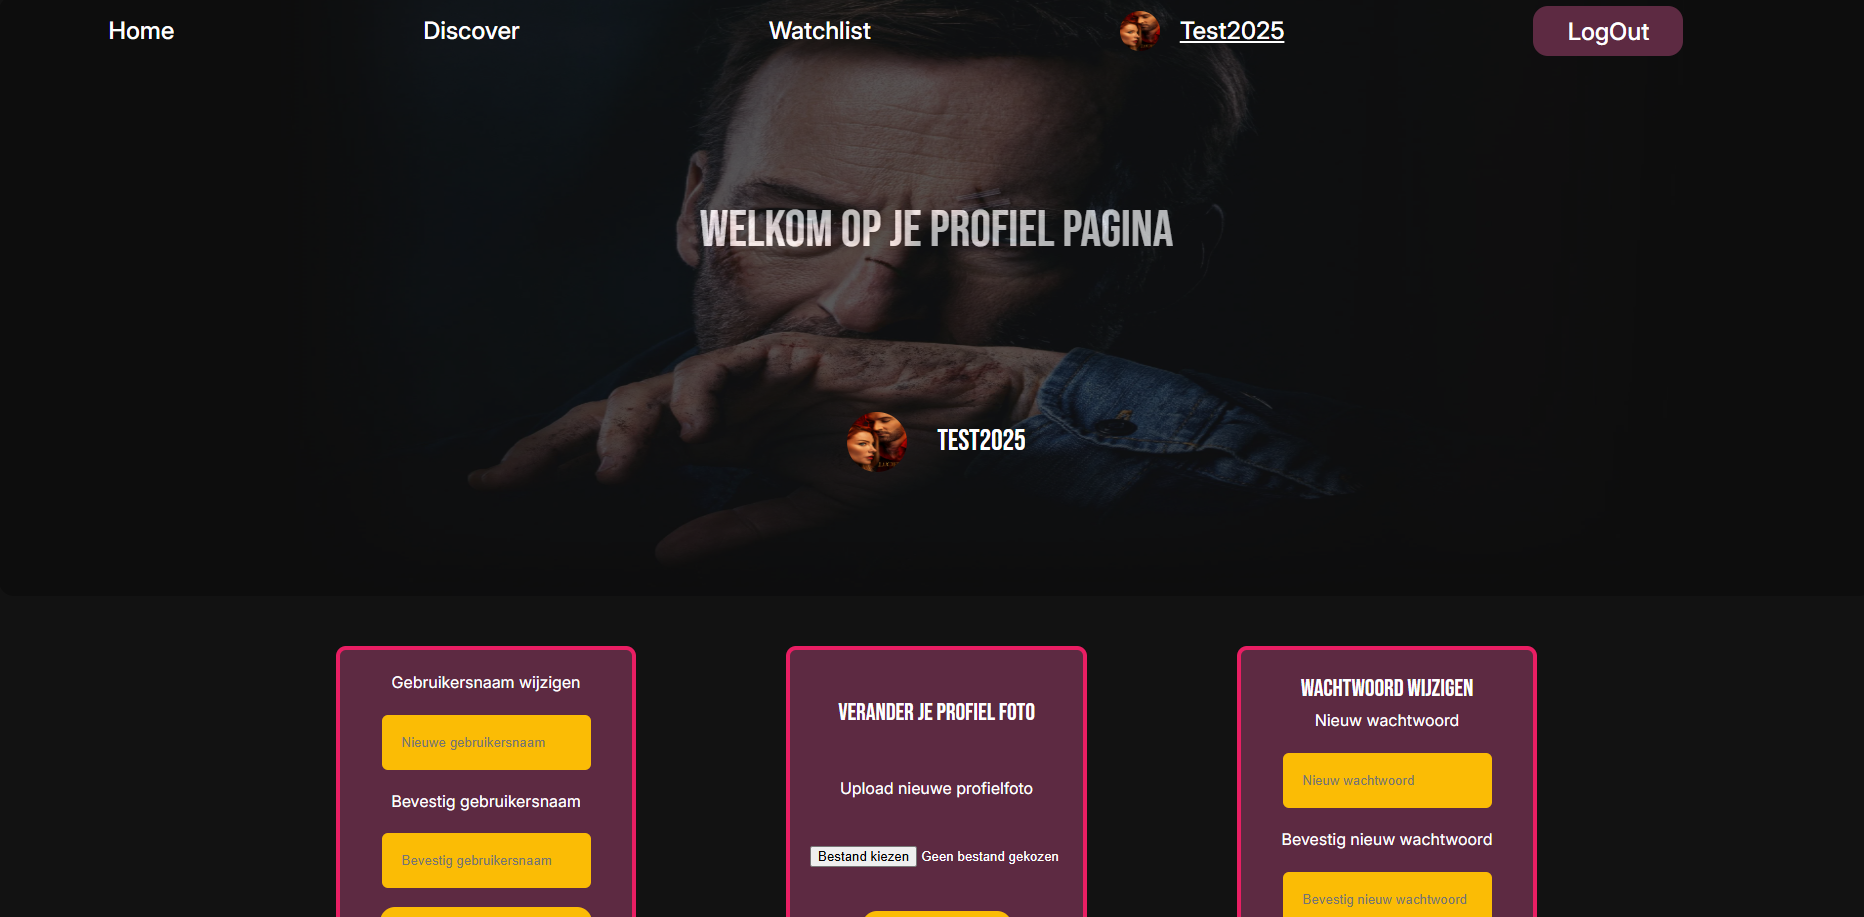 Home
Discover
Watchlist
Test2025
LogOut
WELKOM OP JE PROFIEL PAGINA
TEST2025
Gebruikersnaam wijzigen
Nieuwe gebruikersnaam
Bevestig gebruikersnaam
Bevestig gebruikersnaam
VERANDER JE PROFIEL FOTO
Upload nieuwe profielfoto
Bestand kiezen Geen bestand gekozen
WACHTWOORD WIJZIGEN
Nieuw wachtwoord
Nieuw wachtwoord
Bevestig nieuw wachtwoord
Bevestig nieuw wachtwoord